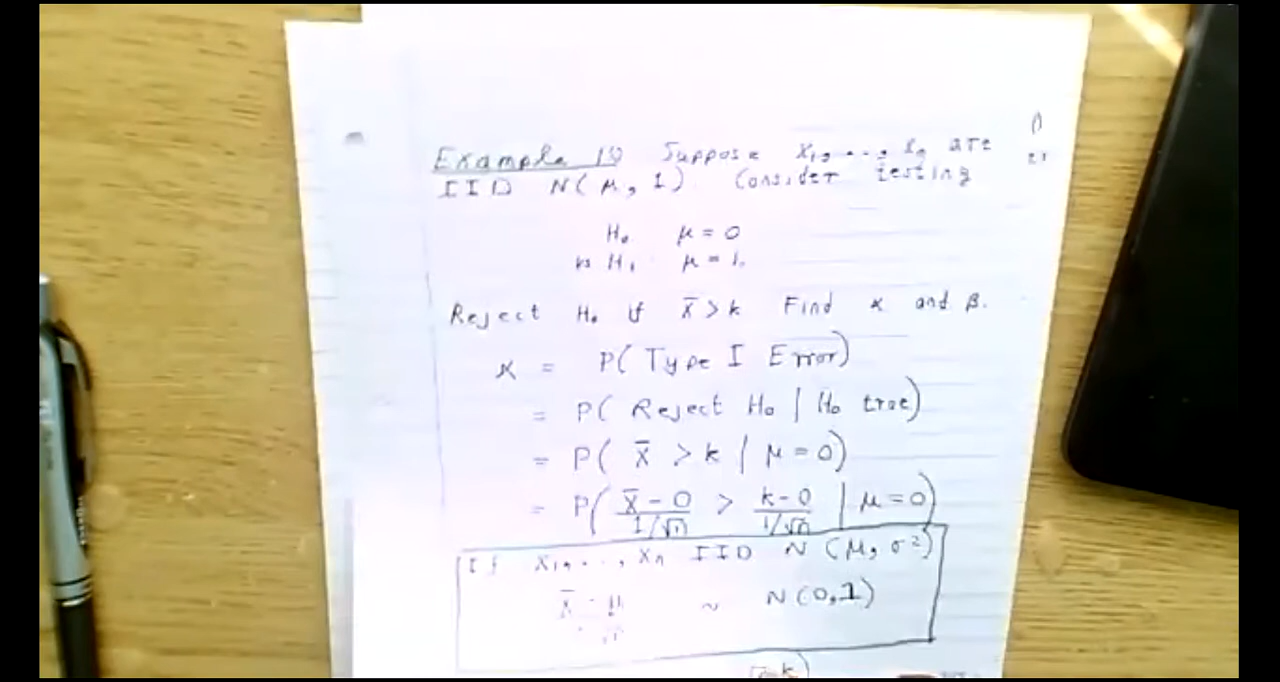 Example 10 Suppose X1, ..., Xn are
IID N(μ, 1) Consider testing
H₀ μ = 0
vs H₁ μ = 1.
Reject H₀ if X̄ > k Find α and β.
α = P(Type I Error)
= P(Reject H₀ | H₀ true)
= P(X̄ > k | μ = 0)
= P((X̄ - 0)/(1/√n) > (k - 0)/(1/√n) | μ = 0)
If X1, ..., Xn IID N(μ, σ²)
X̄ - μ ~ N(0,1)